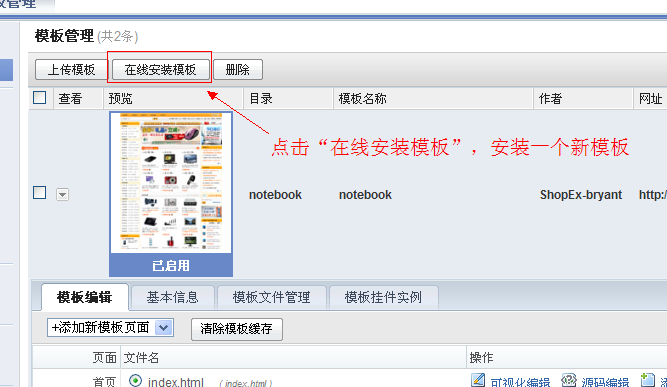 板管理
模板管理 (共2条)
上传模板 在线安装模板 删除
查看 预览 目录 模板名称 作者 网址
点击“在线安装模板”，安装一个新模板
notebook notebook ShopEx-bryant http:/
已启用
模板编辑 基本信息 模板文件管理 模板挂件实例
+添加新模板页面 清除模板缓存
页面 文件名 操作
首页 index.html (index.html) 可视化编辑 源码编辑 添